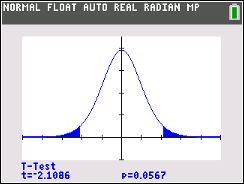 NORMAL FLOAT AUTO REAL RADIAN MP
T-Test
t=-2.1086 p=0.0567